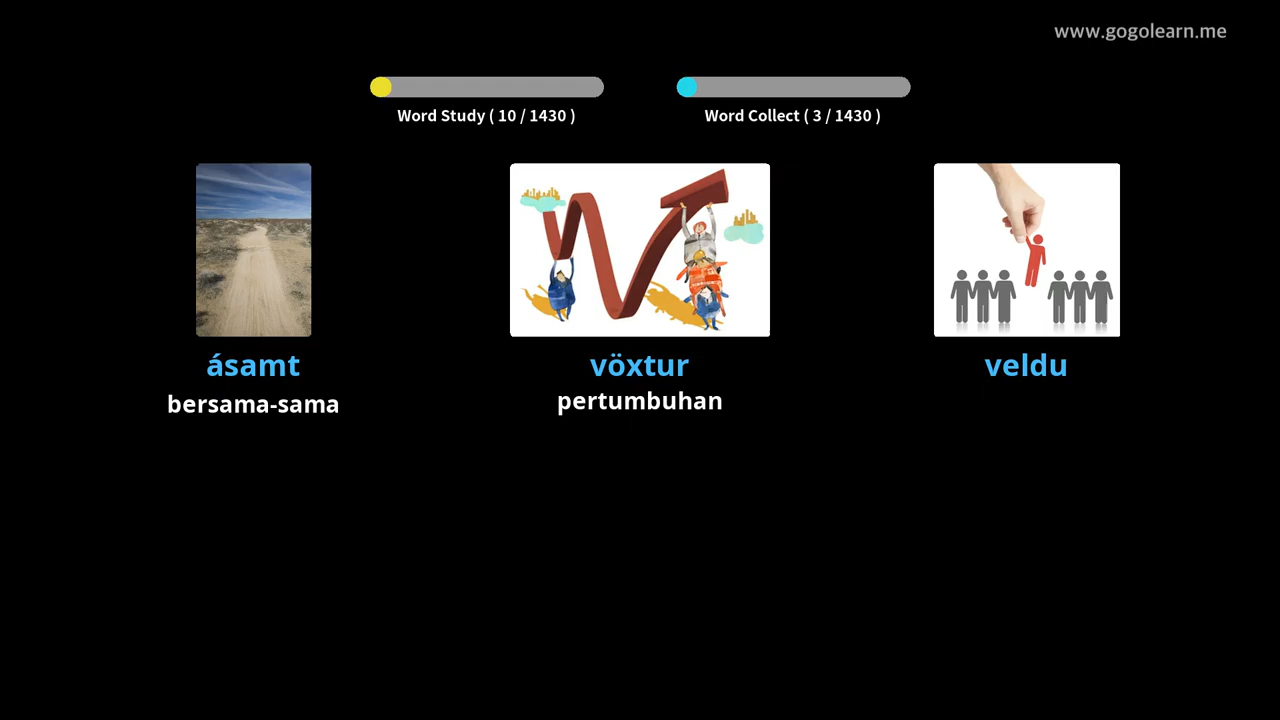 www.gogolearn.me
Word Study ( 10 / 1430 )
Word Collect ( 3 / 1430 )
ásamt
bersama-sama
vöxtur
pertumbuhan
veldu